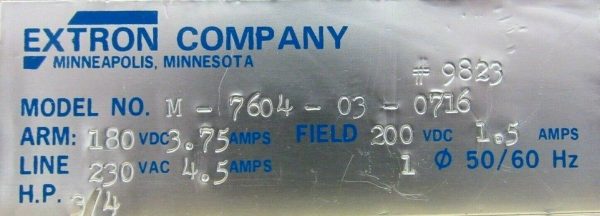 EXTRON COMPANY
MINNEAPOLIS, MINNESOTA
# 9823
MODEL NO. M - 7604 - 03 - 0716
ARM: 180 VDC 3.75 AMPS FIELD 200 VDC 1.5 AMPS
LINE 230 VAC 4.5 AMPS 1 Ø 50/60 Hz
H.P. 3/4